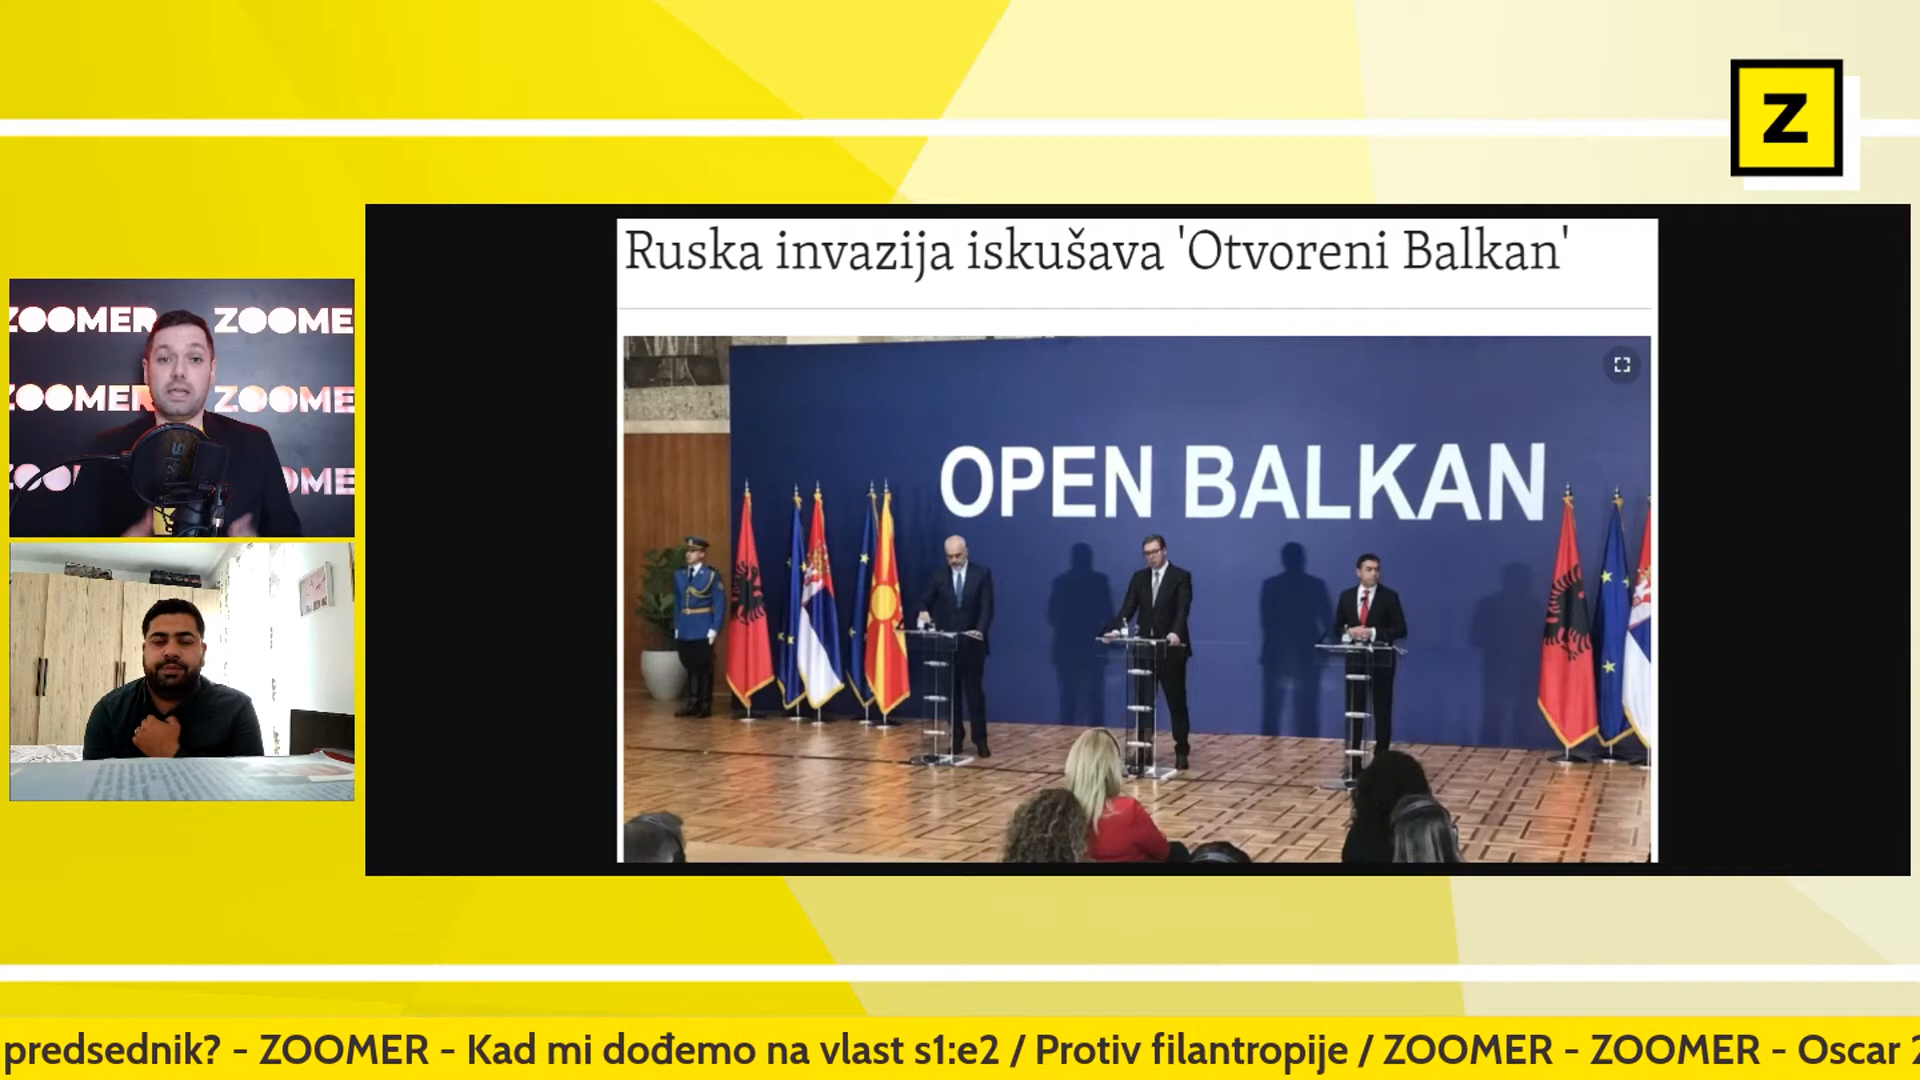 Z
Ruska invazija iskušava 'Otvoreni Balkan'
ZOOMER ZOOME
ZOOMER ZOOME
OPEN BALKAN
predsednik? - ZOOMER - Kad mi dođemo na vlast s1:e2 / Protiv filantropije / ZOOMER - ZOOMER - Oscar 2